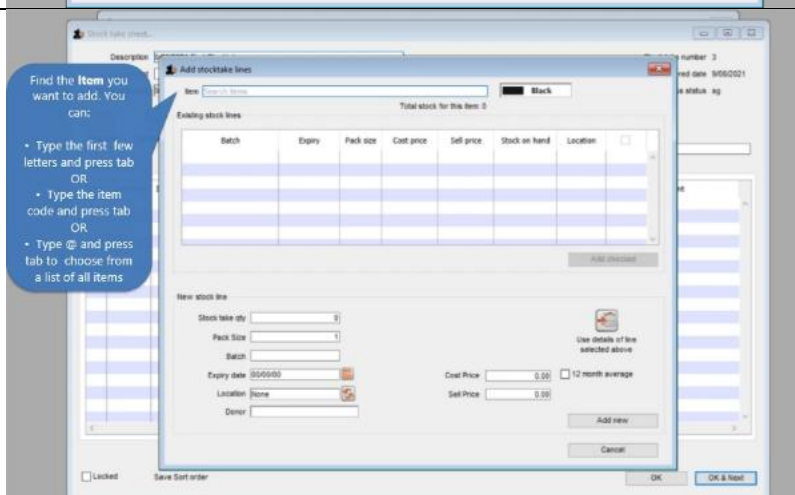 Stock take sheet...
Description
number 3
red date 9/06/2021
status ag
Find the Item you
want to add. You
can:
• Type the first few
letters and press tab
OR
• Type the item
code and press tab
OR
• Type @ and press
tab to choose from
a list of all items
Add stocktake lines
Item Search items
Black
Total stock for this item: 0
Existing stock lines
Batch Expiry Pack size Cost price Sell price Stock on hand Location
Add checked
New stock line
Stock take qty 0
Pack Size 1
Batch
Expiry date 00/00/00
Location None
Donor
Use details of line
selected above
Cost Price 0.00
12 month average
Sell Price 0.00
Add new
Cancel
Locked
Save Sort order
OK
OK & Next